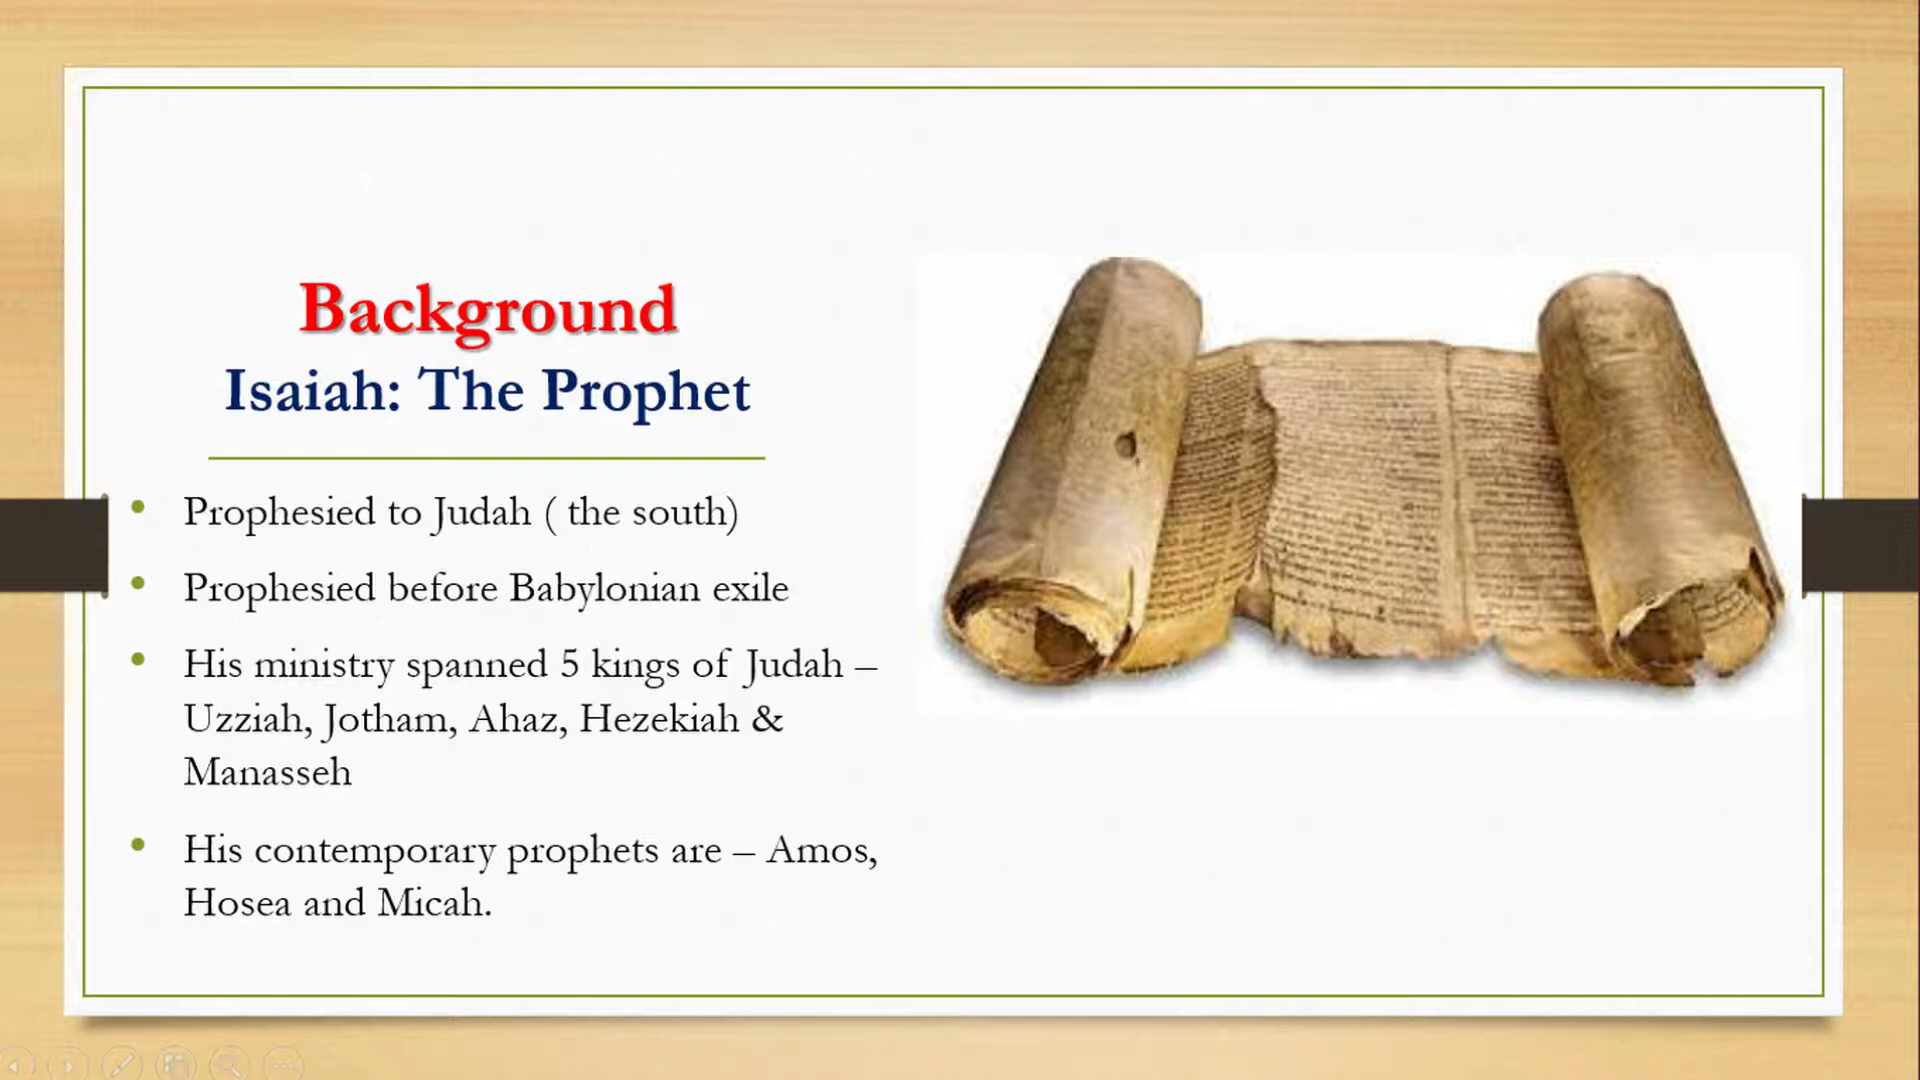 Background
Isaiah: The Prophet
• Prophesied to Judah ( the south)
• Prophesied before Babylonian exile
• His ministry spanned 5 kings of Judah –
Uzziah, Jotham, Ahaz, Hezekiah &
Manasseh
• His contemporary prophets are – Amos,
Hosea and Micah.